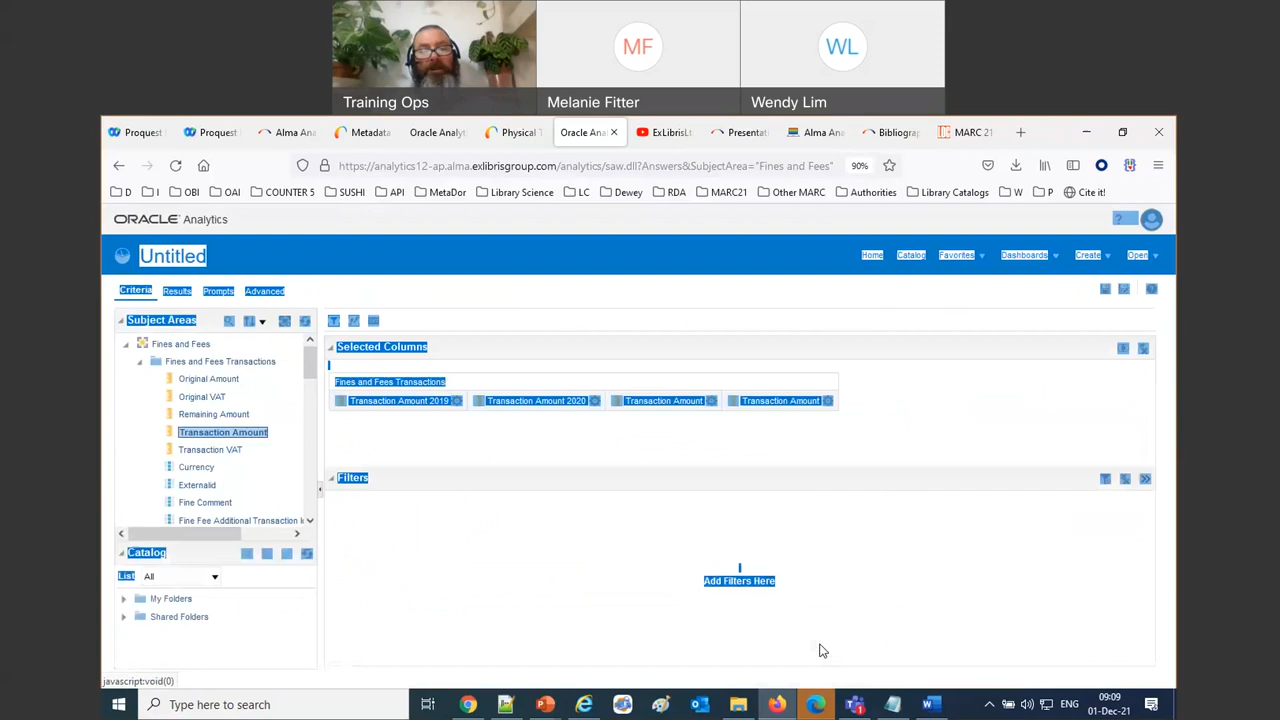 MF
WL
Training Ops
Melanie Fitter
Wendy Lim
Proquest
Proquest
Alma An
Metadata
Oracle Analyt
Physical T
Oracle Ana
ExLibrisLt
Presentati
Alma Ana
Bibliograp
MARC 21
https://analytics12-ap.alma.exlibrisgroup.com/analytics/saw.dll?Answers&SubjectArea="Fines and Fees"
90%
D
I
OBI
OAI
COUNTER 5
SUSHI
API
MetaDor
Library Science
LC
Dewey
RDA
MARC21
Other MARC
Authorities
Library Catalogs
W
P
Cite it!
ORACLE Analytics
?
Untitled
Home
Catalog
Favorites
Dashboards
Create
Open
Criteria
Results
Prompts
Advanced
Subject Areas
Fines and Fees
Fines and Fees Transactions
Original Amount
Original VAT
Remaining Amount
Transaction Amount
Transaction VAT
Currency
Externalid
Fine Comment
Fine Fee Additional Transaction
Catalog
List
All
My Folders
Shared Folders
Selected Columns
Fines and Fees Transactions
Transaction Amount 2019
Transaction Amount 2020
Transaction Amount
Transaction Amount
Filters
Add Filters Here
javascript:void(0)
Type here to search
ENG
09:09
01-Dec-21